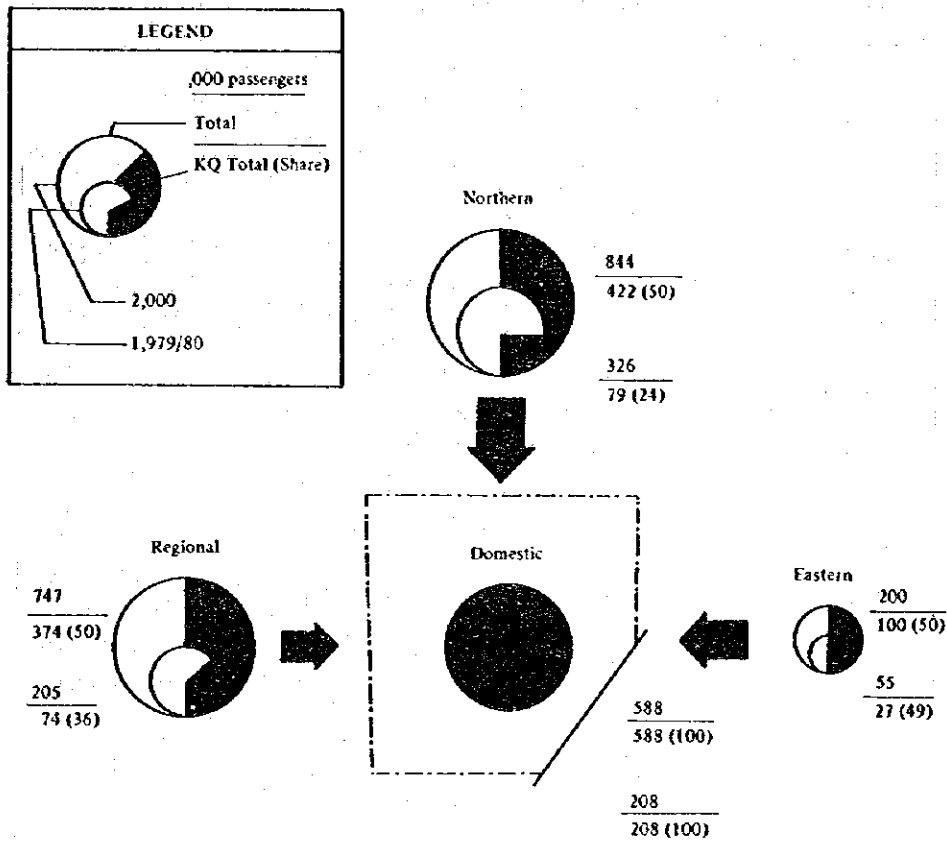 LEGEND
,000 passengers
Total
KQ Total (Share)
2,000
1,979/80
Northern
844
422 (50)
326
79 (24)
Regional
747
374 (50)
205
74 (36)
Domestic
588
588 (100)
208
208 (100)
Eastern
200
100 (50)
55
27 (49)